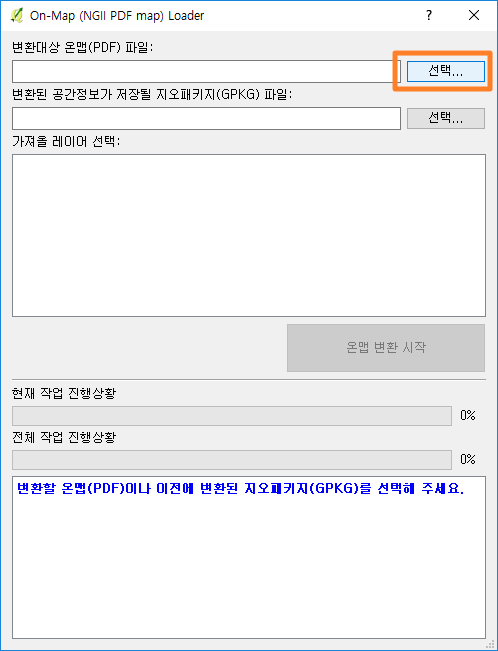 On-Map (NGII PDF map) Loader
변환대상 온맵(PDF) 파일:
선택...
변환된 공간정보가 저장될 지오패키지(GPKG) 파일:
선택...
가져올 레이어 선택:
온맵 변환 시작
현재 작업 진행상황
0%
전체 작업 진행상황
0%
변환할 온맵(PDF)이나 이전에 변환된 지오패키지(GPKG)를 선택해 주세요.